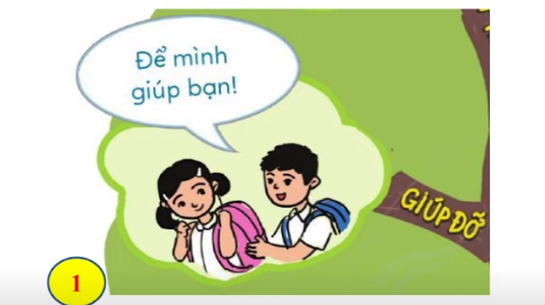 Để mình
giúp bạn!
GIÚP ĐỠ
1